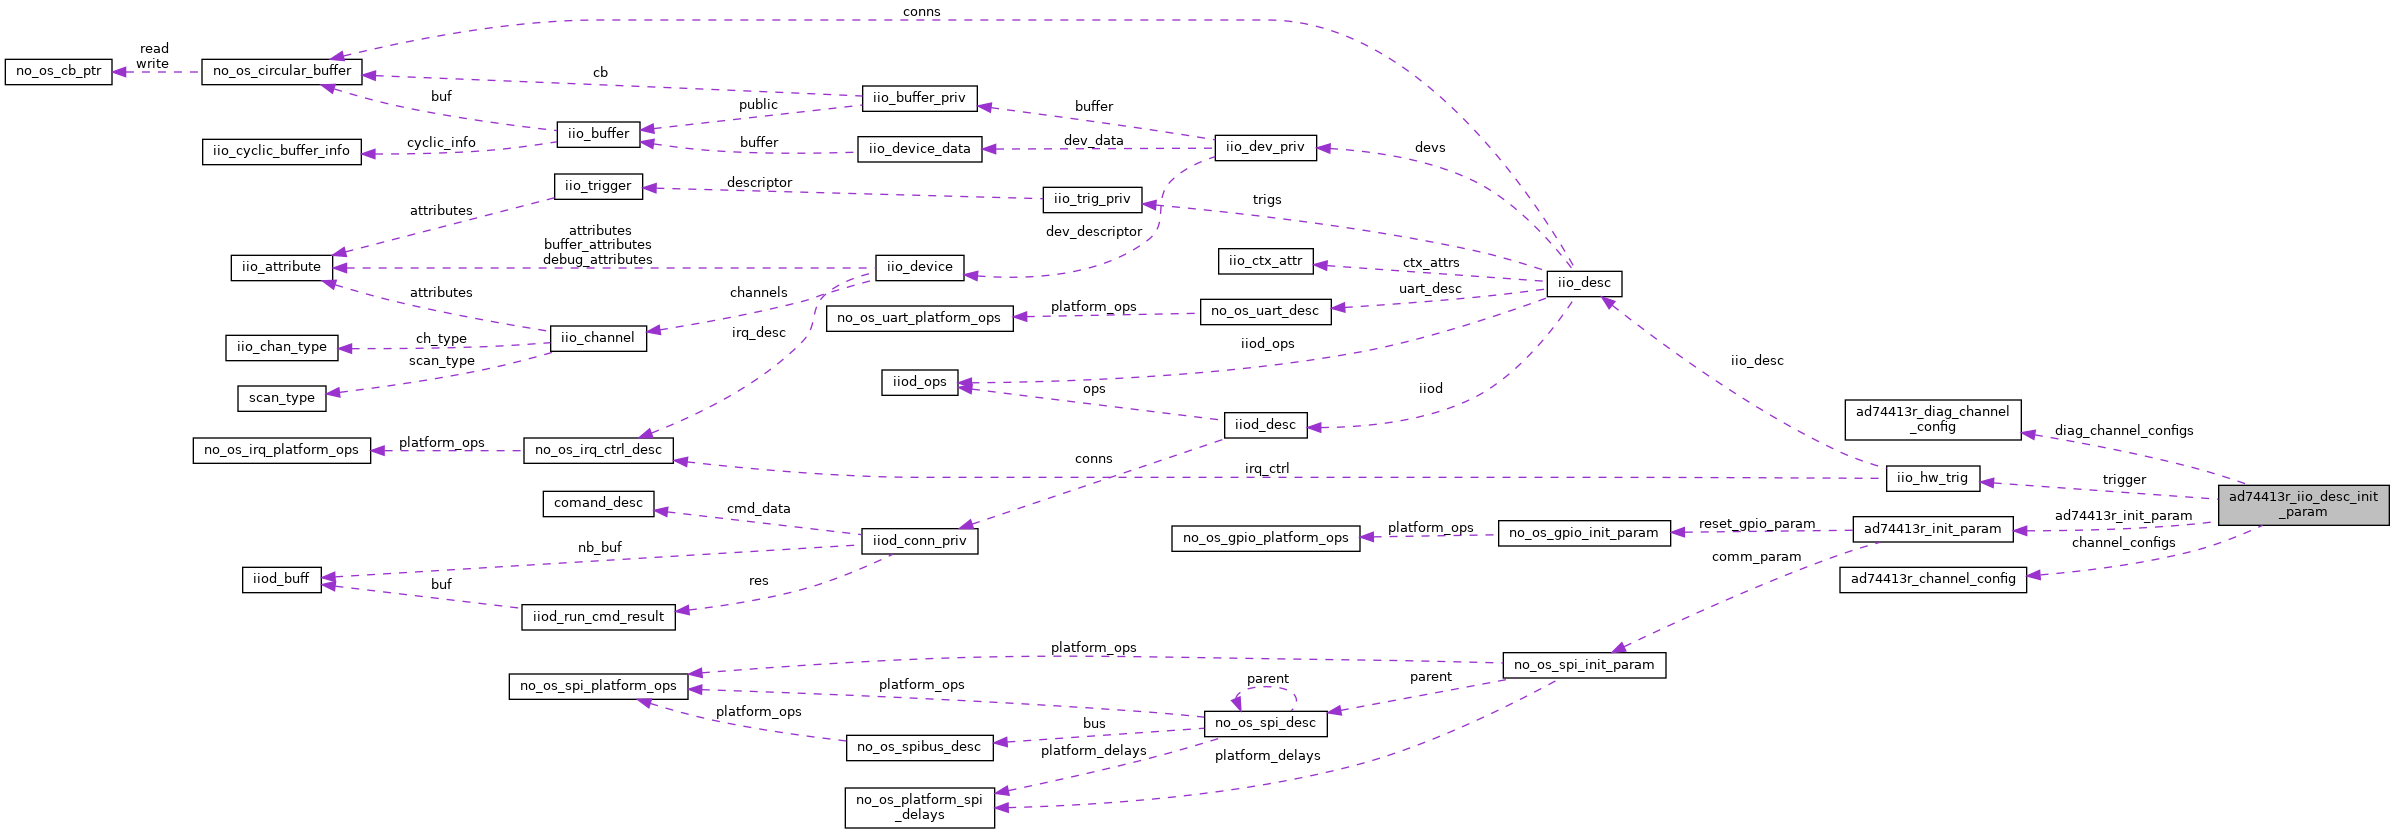 conns
read
write
no_os_cb_ptr
no_os_circular_buffer
cb
buf
iio_buffer_priv
public
buffer
iio_buffer
cyclic_info
iio_cyclic_buffer_info
buffer
iio_device_data
dev_data
iio_dev_priv
devs
iio_trigger
descriptor
iio_trig_priv
trigs
attributes
dev_descriptor
attributes
buffer_attributes
debug_attributes
iio_attribute
iio_device
iio_ctx_attr
ctx_attrs
iio_desc
attributes
channels
uart_desc
no_os_uart_platform_ops
platform_ops
no_os_uart_desc
irq_desc
iio_channel
ch_type
iio_chan_type
scan_type
scan_type
iiod_ops
iiod_ops
ops
iiod
iio_desc
iiod_desc
ad74413r_diag_channel
_config
diag_channel_configs
no_os_irq_platform_ops
platform_ops
no_os_irq_ctrl_desc
conns
irq_ctrl
iio_hw_trig
trigger
ad74413r_iio_desc_init
_param
comand_desc
cmd_data
iiod_conn_priv
nb_buf
iiod_buff
buf
res
iiod_run_cmd_result
no_os_gpio_platform_ops
platform_ops
no_os_gpio_init_param
reset_gpio_param
ad74413r_init_param
ad74413r_init_param
channel_configs
comm_param
ad74413r_channel_config
platform_ops
no_os_spi_init_param
no_os_spi_platform_ops
platform_ops
parent
parent
platform_ops
no_os_spi_desc
bus
no_os_spibus_desc
platform_delays
platform_delays
no_os_platform_spi
_delays